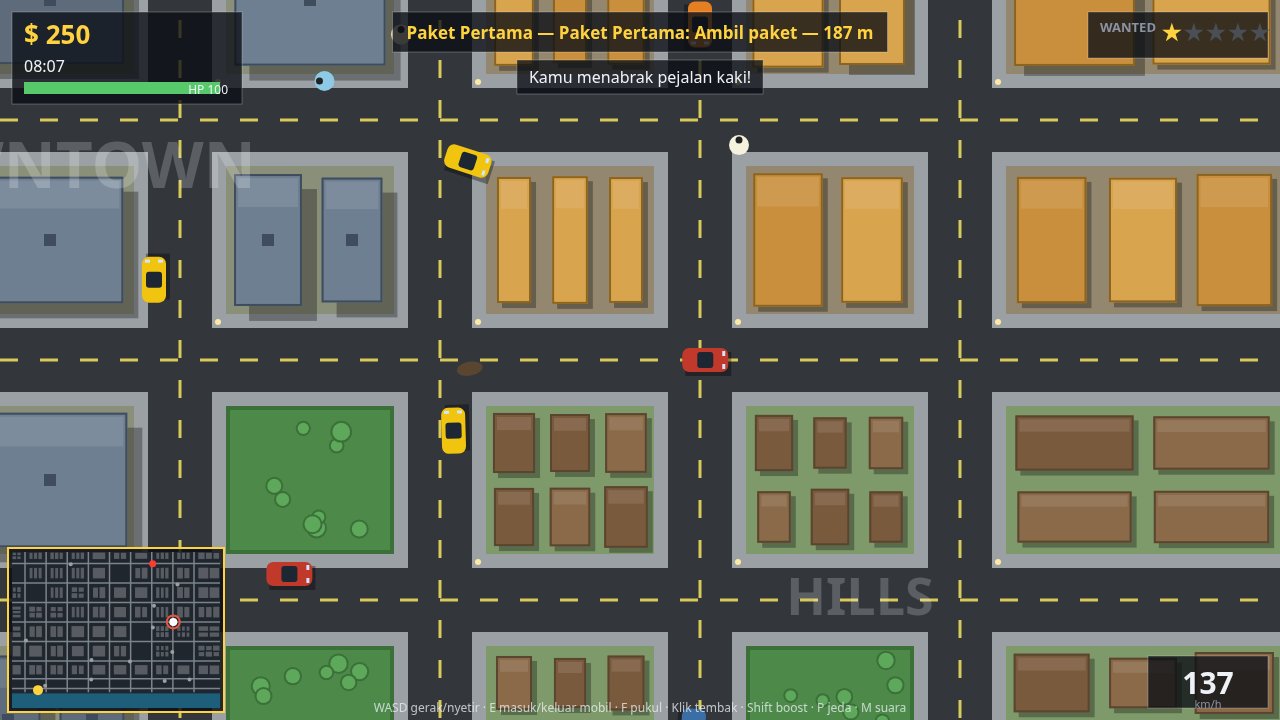 $ 250
08:07
HP 100
Paket Pertama — Paket Pertama: Ambil paket — 187 m
Kamu menabrak pejalan kaki!
WANTED
WNTOWN
HILLS
WASD gerak/nyetir · E masuk/keluar mobil · F pukul · Klik tembak · Shift boost · P jeda · M suara
137
km/h